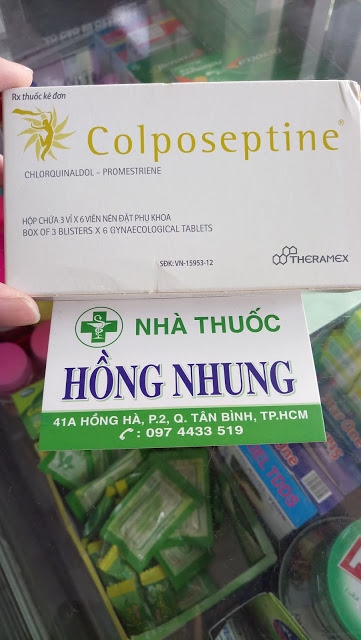 Rx thuốc kê đơn
Colposeptine®
CHLORQUINALDOL - PROMESTRIENE
HỘP CHỨA 3 VỈ X 6 VIÊN NÉN ĐẶT PHỤ KHOA
BOX OF 3 BLISTERS X 6 GYNAECOLOGICAL TABLETS
SĐK: VN-15953-12
THERAMEX
NHÀ THUỐC
HỒNG NHUNG
41A HỒNG HÀ, P.2, Q. TÂN BÌNH, TP.HCM
: 097 4433 519